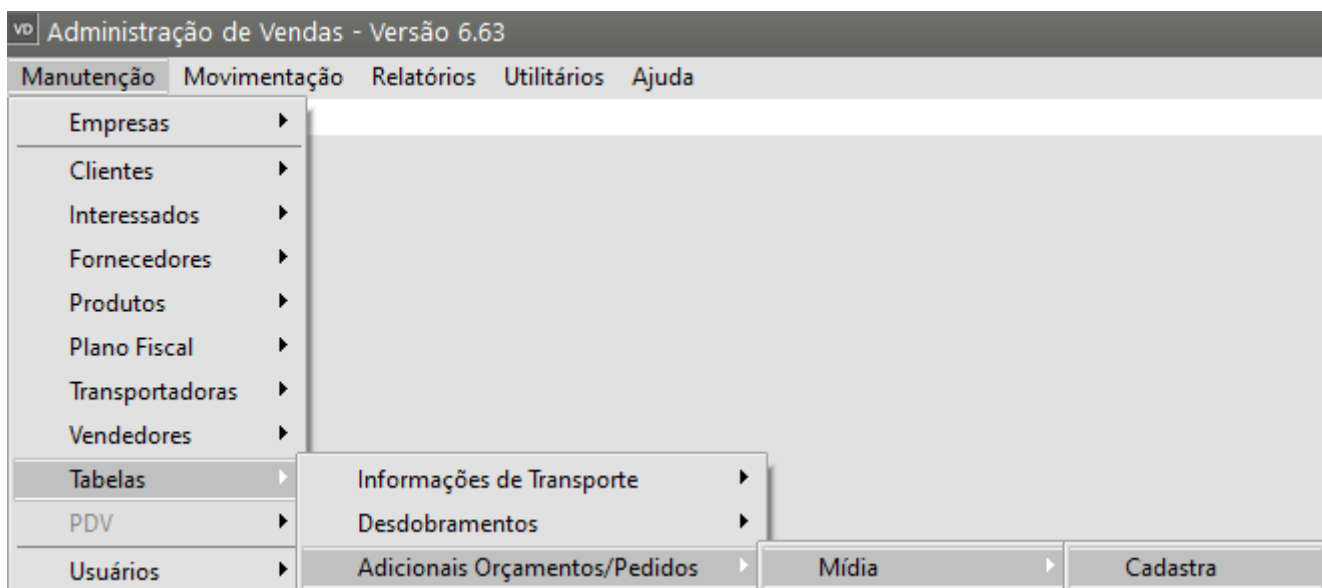 VD Administração de Vendas - Versão 6.63
Manutenção Movimentação Relatórios Utilitários Ajuda
Empresas
Clientes
Interessados
Fornecedores
Produtos
Plano Fiscal
Transportadoras
Vendedores
Tabelas Informações de Transporte
PDV Desdobramentos
Usuários Adicionais Orçamentos/Pedidos Mídia Cadastra